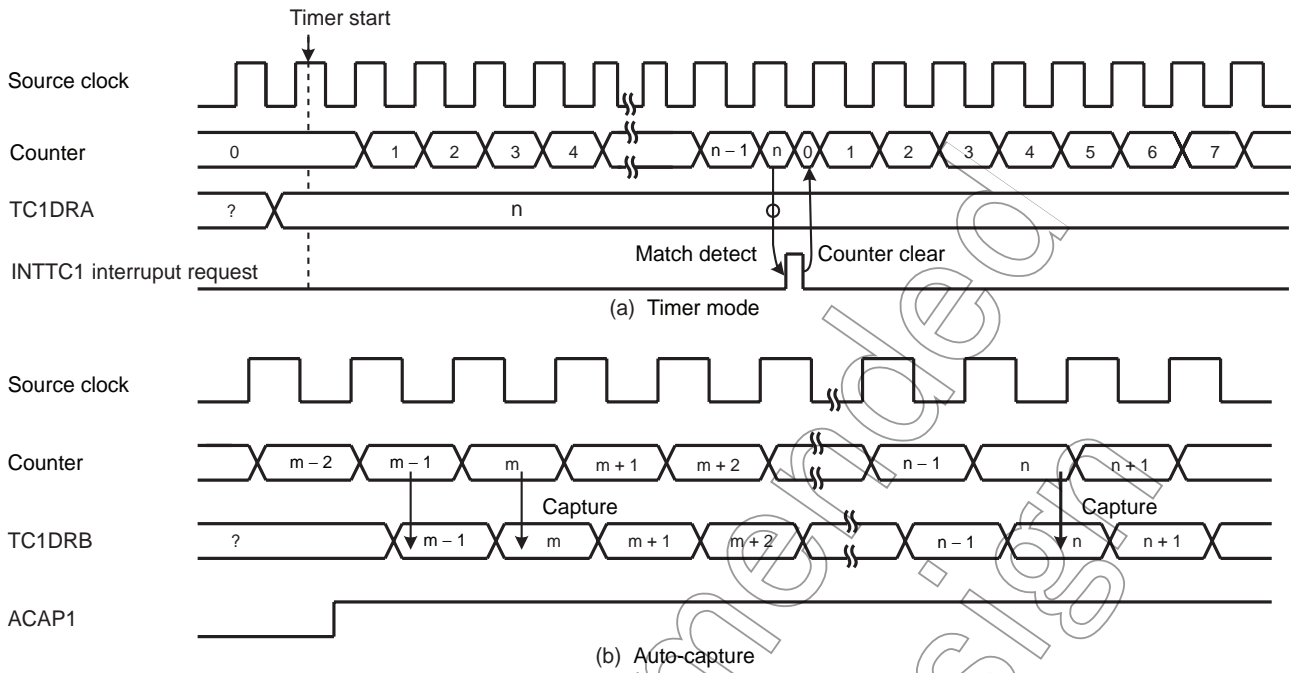 Timer start
Source clock
Counter 0 1 2 3 4 n – 1 n 0 1 2 3 4 5 6 7
TC1DRA ? n
Match detect Counter clear
INTTC1 interruput request
(a) Timer mode
Source clock
Counter m – 2 m – 1 m m + 1 m + 2 n – 1 n n + 1
Capture Capture
TC1DRB ? m – 1 m m + 1 m + 2 n – 1 n n + 1
ACAP1
(b) Auto-capture
mended
sign